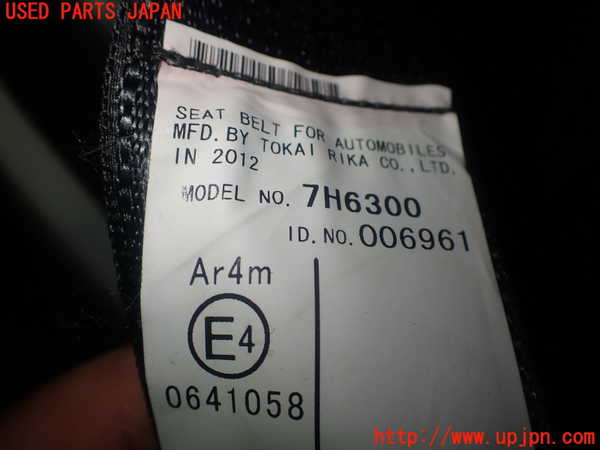 USED PARTS JAPAN
SEAT BELT FOR AUTOMOBILES
MFD. BY TOKAI RIKA CO., LTD.
IN 2012
MODEL NO. 7H6300
ID. NO. 006961
Ar4m
E4
0641058
http://www.upjpn.com